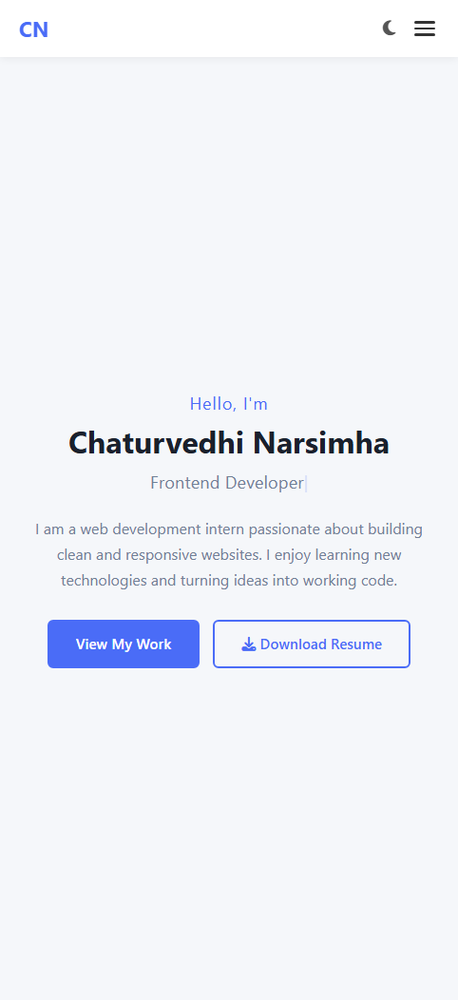 CN
Hello, I'm
Chaturvedhi Narsimha
Frontend Developer|
I am a web development intern passionate about building
clean and responsive websites. I enjoy learning new
technologies and turning ideas into working code.
View My Work
Download Resume